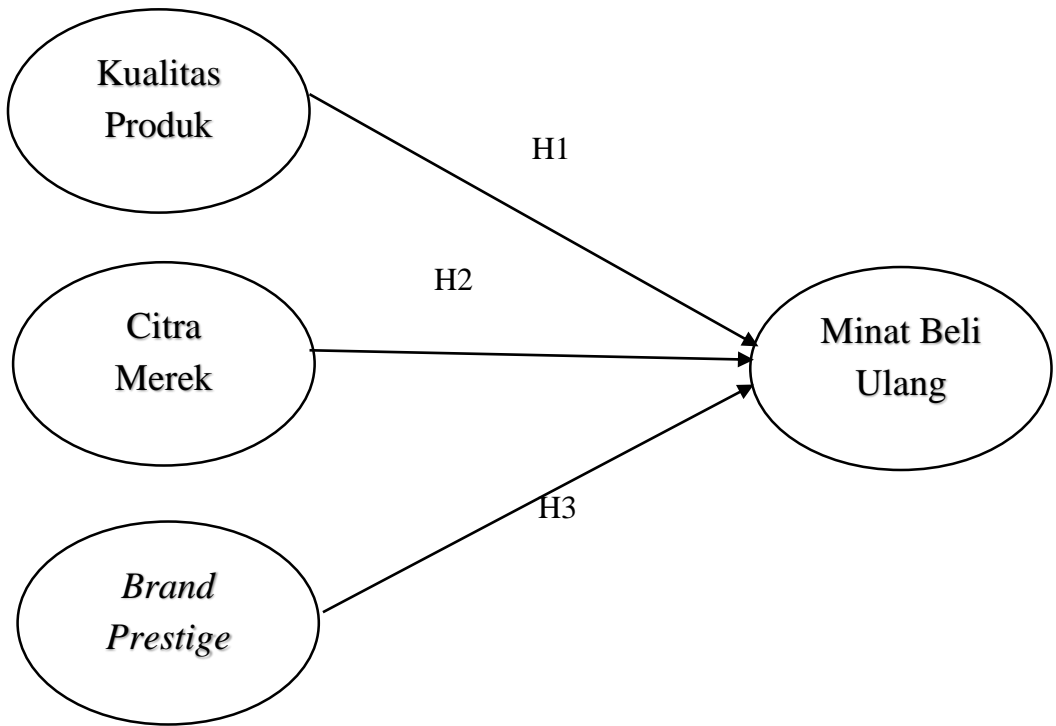 Kualitas
Produk
H1
H2
Citra
Merek
Minat Beli
Ulang
H3
Brand
Prestige